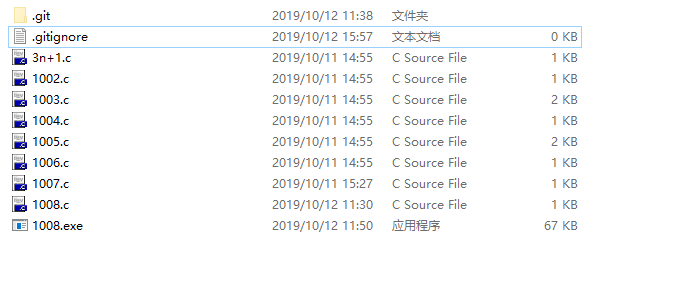 .git 2019/10/12 11:38 文件夹
.gitignore 2019/10/12 15:57 文本文档 0 KB
3n+1.c 2019/10/11 14:55 C Source File 1 KB
1002.c 2019/10/11 14:55 C Source File 1 KB
1003.c 2019/10/11 14:55 C Source File 2 KB
1004.c 2019/10/11 14:55 C Source File 1 KB
1005.c 2019/10/11 14:55 C Source File 2 KB
1006.c 2019/10/11 14:55 C Source File 1 KB
1007.c 2019/10/11 15:27 C Source File 1 KB
1008.c 2019/10/12 11:30 C Source File 1 KB
1008.exe 2019/10/12 11:50 应用程序 67 KB